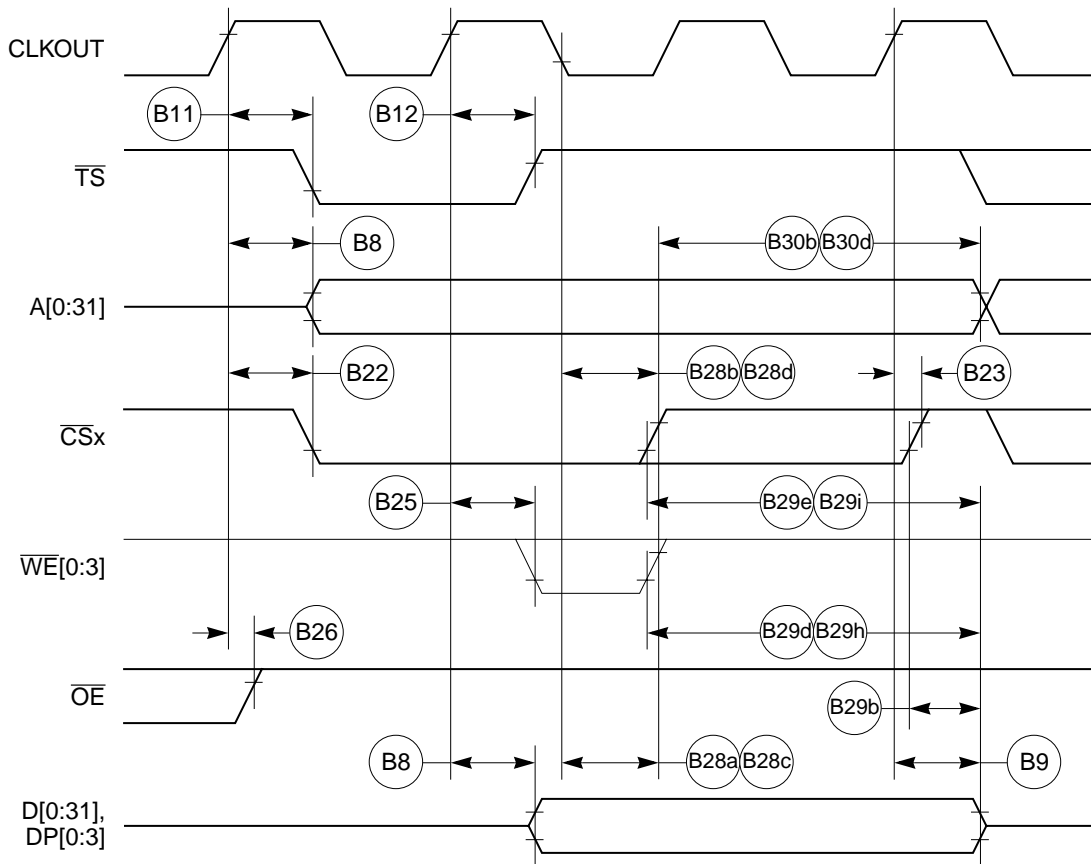 CLKOUT
B11
B12
TS
B8
B30b B30d
A[0:31]
B22
B28b B28d
B23
CSx
B25
B29e B29i
WE[0:3]
B26
B29d B29h
OE
B29b
B8
B28a B28c
B9
D[0:31],
DP[0:3]